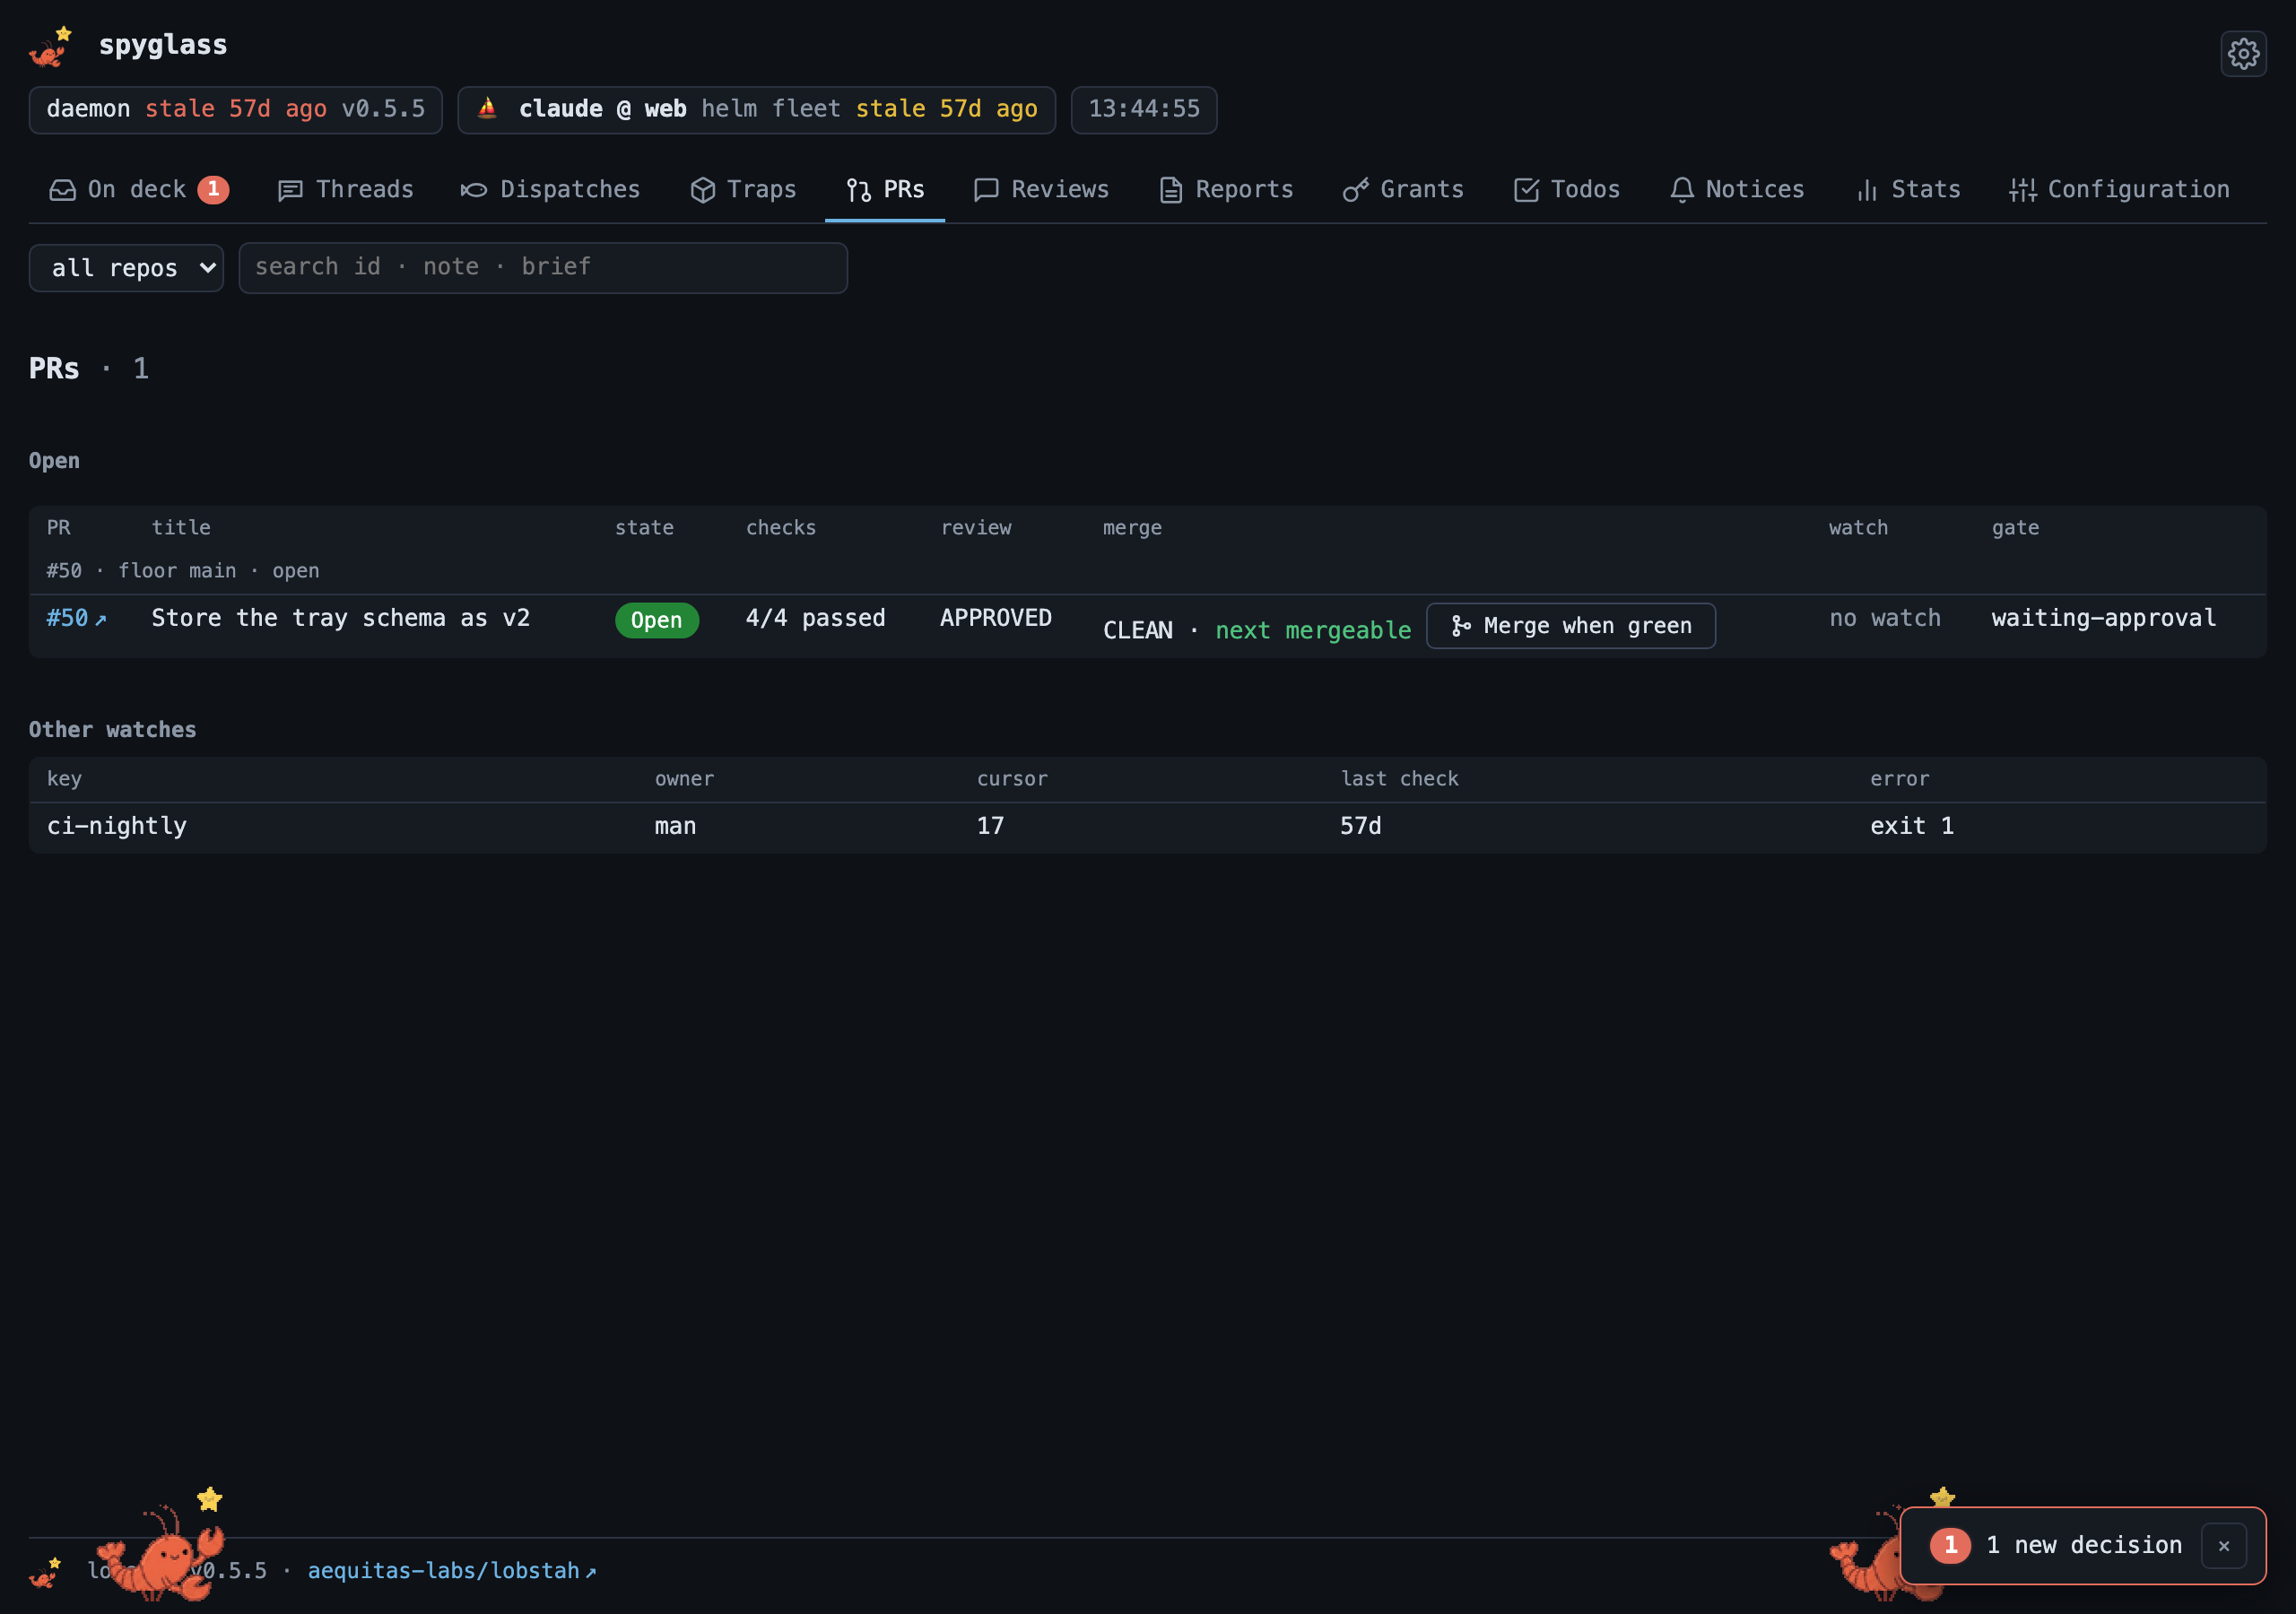 spyglass
daemon stale 57d ago v0.5.5 claude @ web helm fleet stale 57d ago 13:44:55
On deck 1 Threads Dispatches Traps PRs Reviews Reports Grants Todos Notices Stats Configuration
all repos search id · note · brief
PRs · 1
Open
PR title state checks review merge watch gate
#50 · floor main · open
#50↗ Store the tray schema as v2 Open 4/4 passed APPROVED CLEAN · next mergeable Merge when green no watch waiting-approval
Other watches
key owner cursor last check error
ci-nightly man 17 57d exit 1
1 1 new decision ×
v0.5.5 · aequitas-labs/lobstah↗